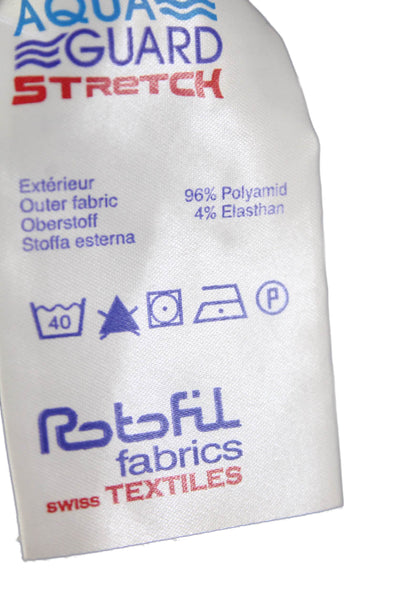 AQUA
GUARD
STRETCH
Extérieur
Outer fabric
Oberstoff
Stoffa esterna
96% Polyamid
4% Elasthan
40
P
Rotofil
fabrics
swiss TEXTILES